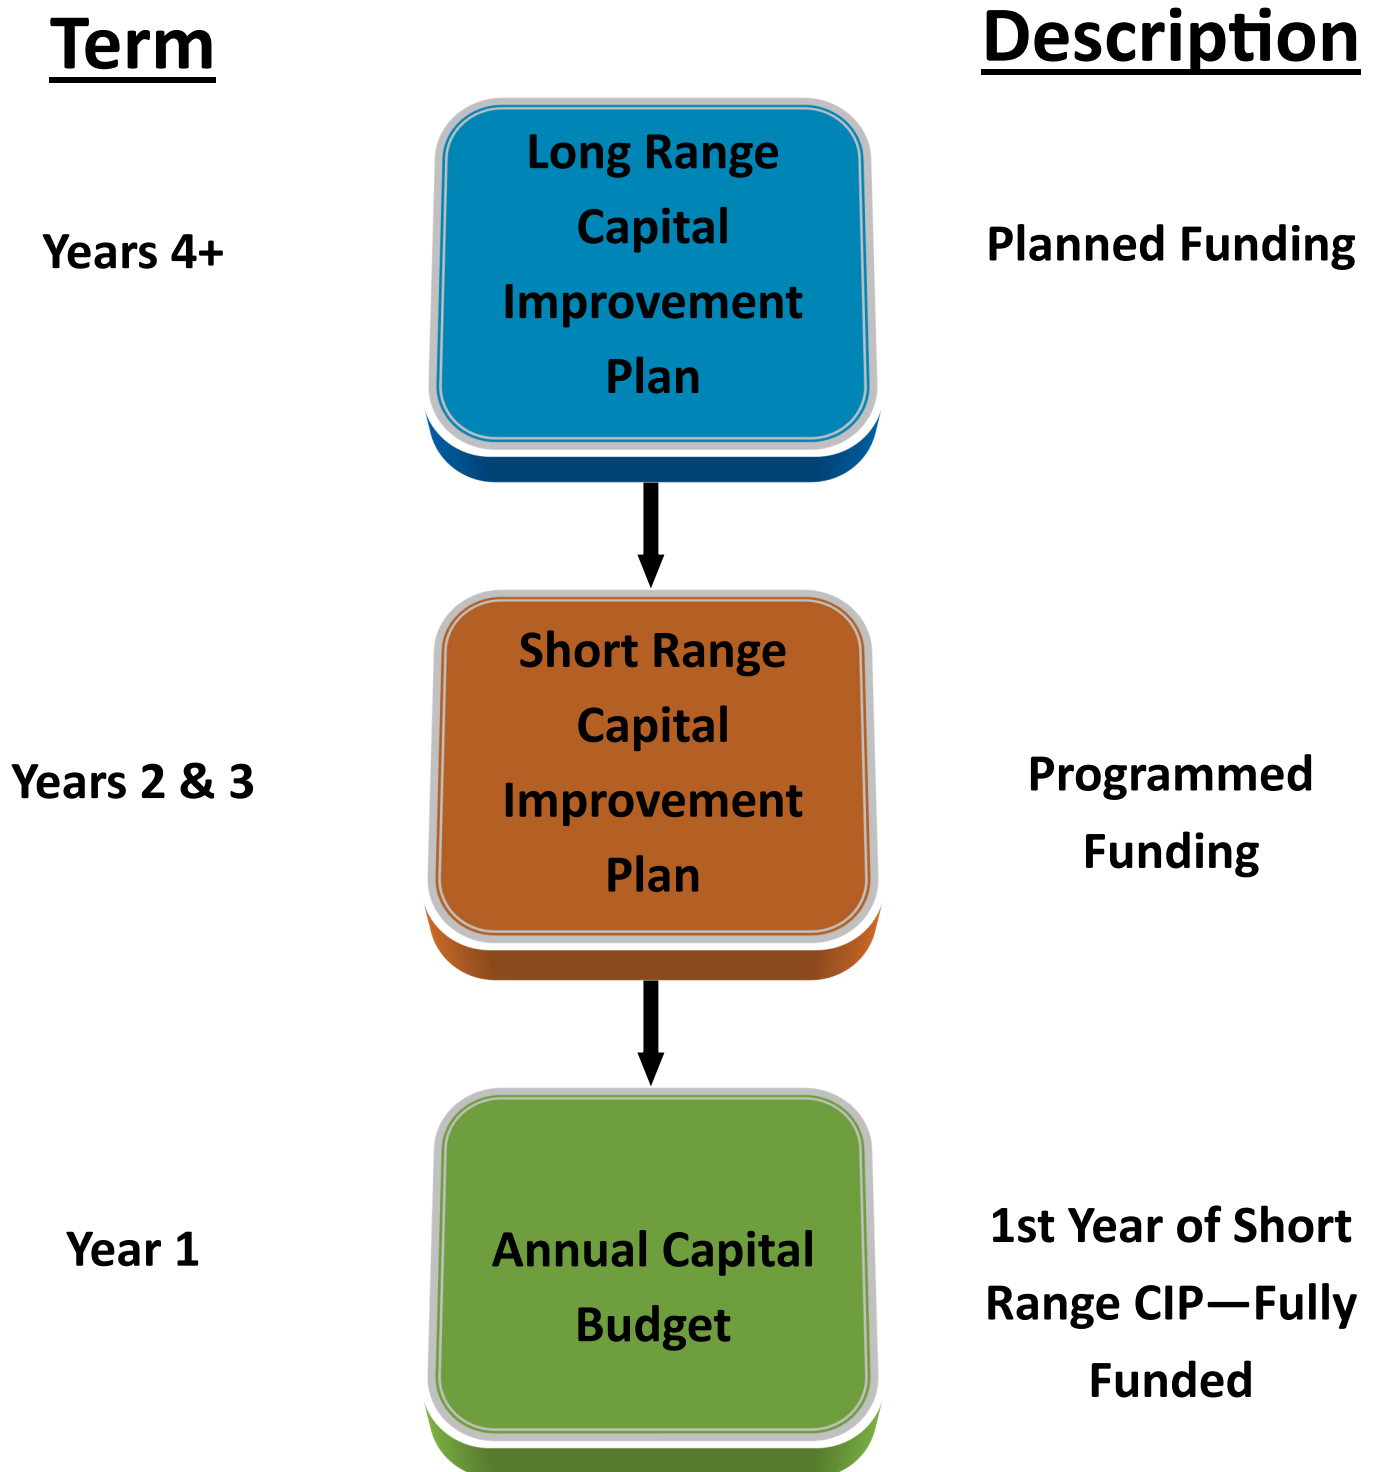 Term
Description
Long Range
Capital
Improvement
Plan
Years 4+
Planned Funding
Short Range
Capital
Improvement
Plan
Years 2 & 3
Programmed
Funding
Annual Capital
Budget
Year 1
1st Year of Short
Range CIP—Fully
Funded